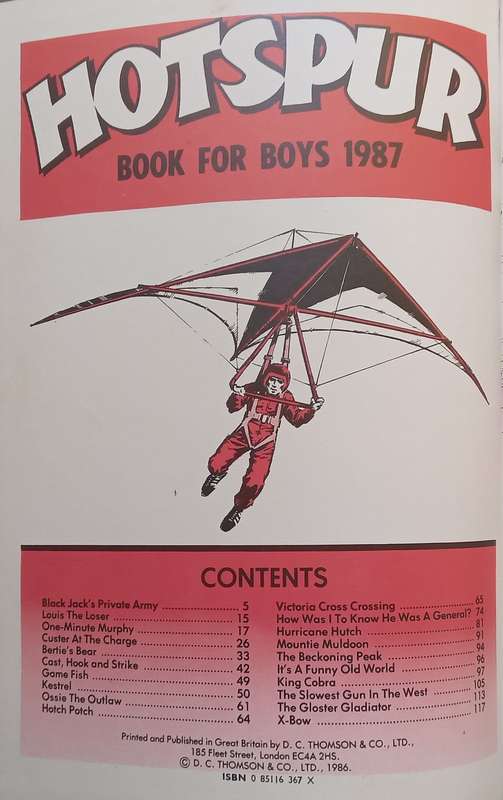 HOTSPUR
BOOK FOR BOYS 1987
CONTENTS
Black Jack's Private Army ........ 5
Louis The Loser ........ 15
One-Minute Murphy ........ 17
Custer At The Charge ........ 26
Bertie's Bear ........ 33
Cast, Hook and Strike ........ 42
Game Fish ........ 49
Kestrel ........ 50
Ossie The Outlaw ........ 61
Hotch Potch ........ 64
Victoria Cross Crossing ........ 65
How Was I To Know He Was A General? 74
Hurricane Hutch ........ 81
Mountie Muldoon ........ 91
The Beckoning Peak ........ 94
It's A Funny Old World ........ 96
King Cobra ........ 97
The Slowest Gun In The West ........ 105
The Gloster Gladiator ........ 113
X-Bow ........ 117
Printed and Published in Great Britain by D. C. THOMSON & CO., LTD.,
185 Fleet Street, London EC4A 2HS.
© D. C. THOMSON & CO., LTD., 1986.
ISBN 0 85116 367 X